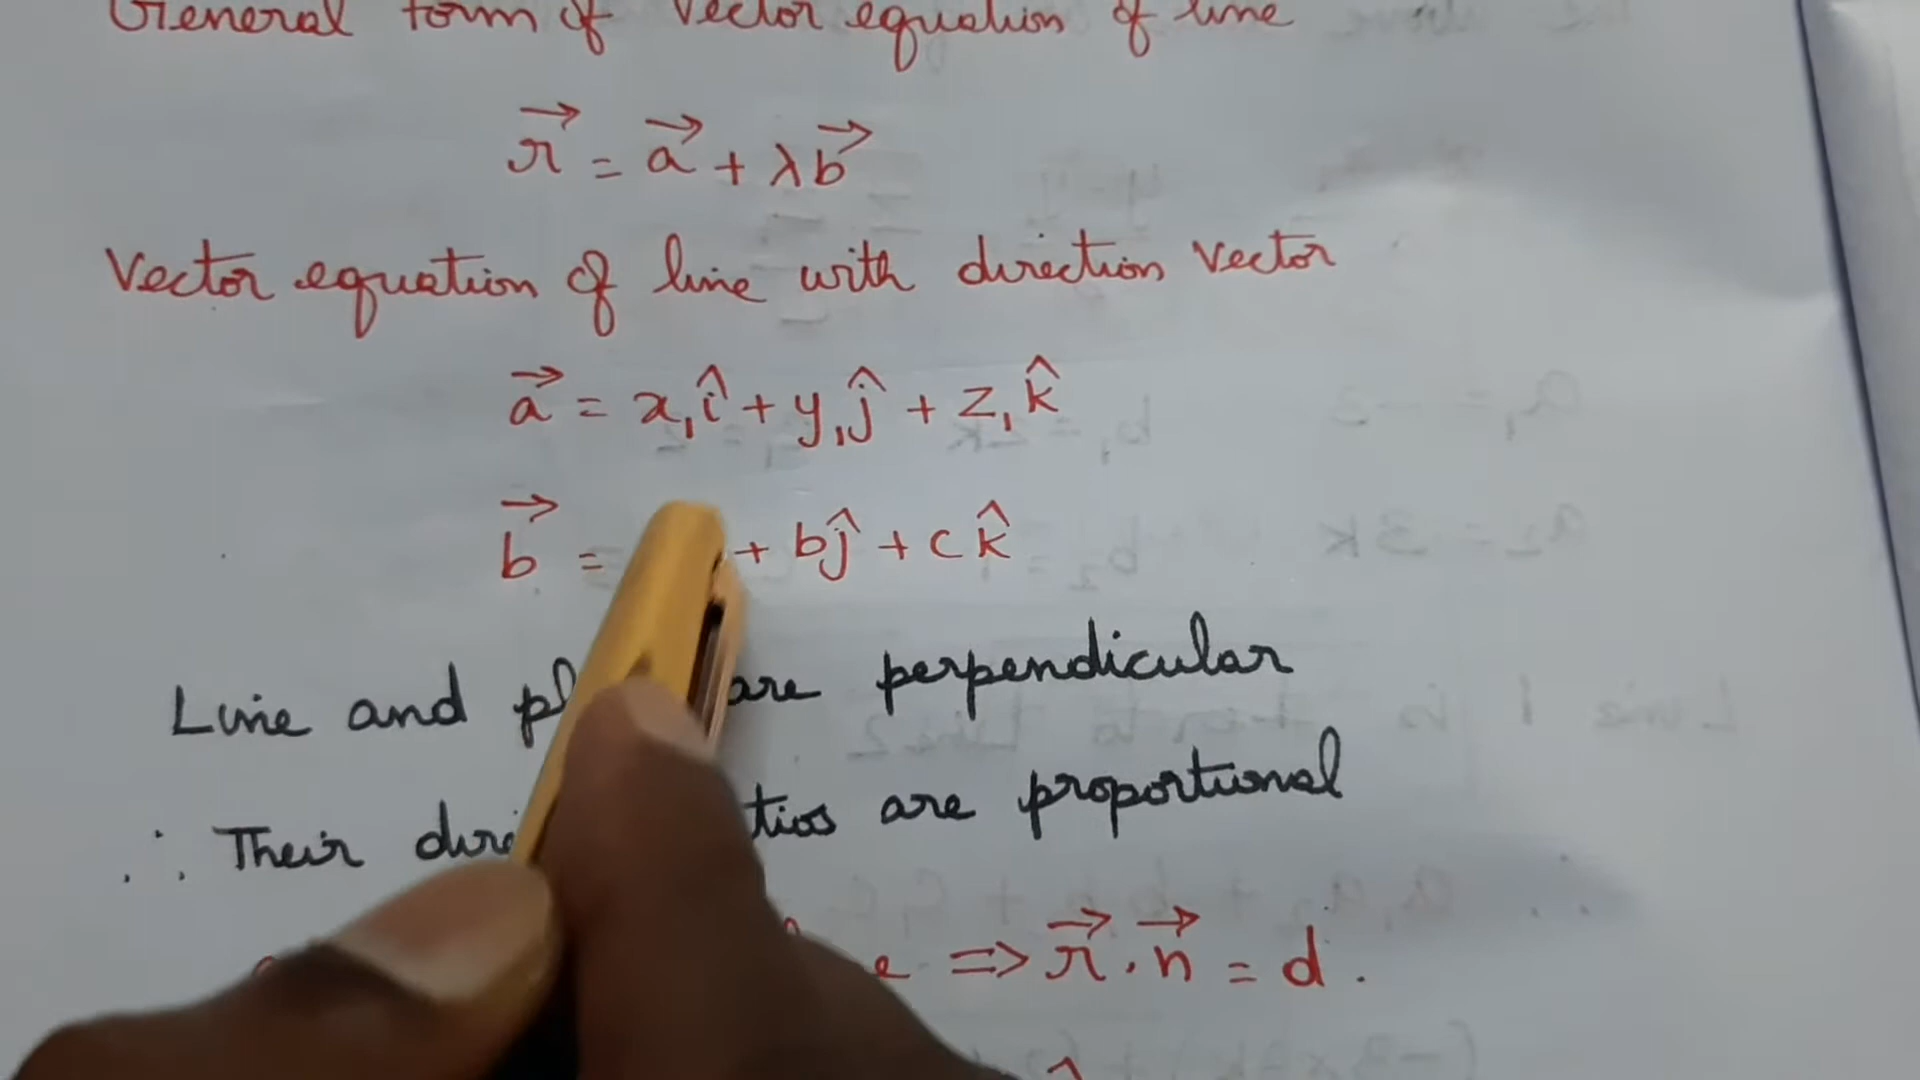 General form of Vector equation of line
r⃗ = a⃗ + λb⃗
Vector equation of line with direction vector
a⃗ = x₁î + y₁ĵ + z₁k̂
b⃗ = + bĵ + ck̂
Line and are perpendicular
∴ Their are proportional
⇒ r⃗ . n⃗ = d .